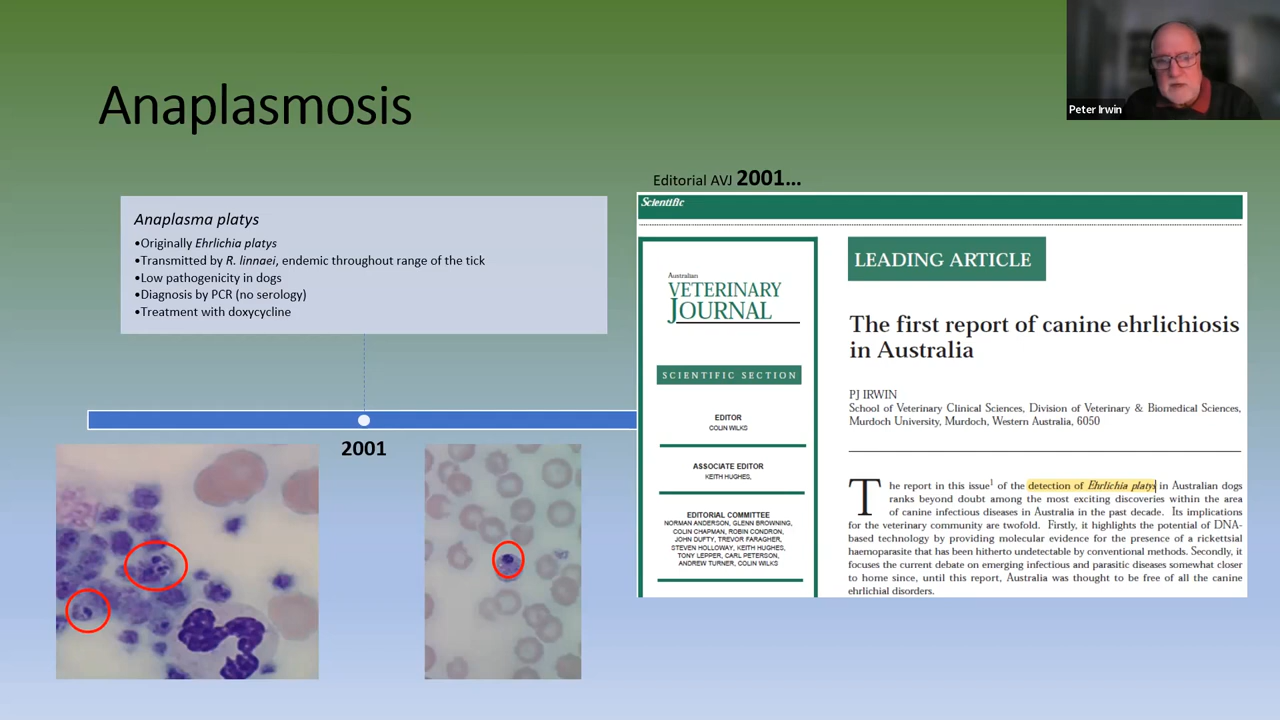 Anaplasmosis
Peter Irwin
Anaplasma platys
•Originally Ehrlichia platys
•Transmitted by R. linnaei, endemic throughout range of the tick
•Low pathogenicity in dogs
•Diagnosis by PCR (no serology)
•Treatment with doxycycline
2001
Editorial AVJ 2001...
Scientific
Australian
VETERINARY
JOURNAL
SCIENTIFIC SECTION
EDITOR
COLIN WILKS
ASSOCIATE EDITOR
KEITH HUGHES,
EDITORIAL COMMITTEE
NORMAN ANDERSON, GLENN BROWNING,
COLIN CHAPMAN, ROBIN CONDRON,
JOHN DUFTY, TREVOR FARAGHER,
STEVEN HOLLOWAY, KEITH HUGHES,
TONY LEPPER, CARL PETERSON,
ANDREW TURNER, COLIN WILKS
LEADING ARTICLE
The first report of canine ehrlichiosis
in Australia
PJ IRWIN
School of Veterinary Clinical Sciences, Division of Veterinary & Biomedical Sciences,
Murdoch University, Murdoch, Western Australia, 6050
The report in this issue1 of the detection of Ehrlichia platys in Australian dogs
ranks beyond doubt among the most exciting discoveries within the area
of canine infectious diseases in Australia in the past decade. Its implications
for the veterinary community are twofold. Firstly, it highlights the potential of DNA-
based technology by providing molecular evidence for the presence of a rickettsial
haemoparasite that has been hitherto undetectable by conventional methods. Secondly, it
focuses the current debate on emerging infectious and parasitic diseases somewhat closer
to home since, until this report, Australia was thought to be free of all the canine
ehrlichial disorders.